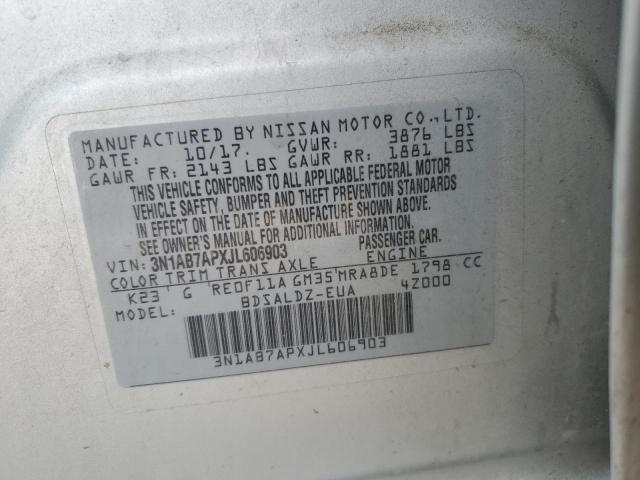 MANUFACTURED BY NISSAN MOTOR CO.,LTD.
DATE: 10/17. GVWR: 3876 LBS
GAWR FR: 2143 LBS GAWR RR: 1881 LBS
THIS VEHICLE CONFORMS TO ALL APPLICABLE FEDERAL MOTOR
VEHICLE SAFETY, BUMPER AND THEFT PREVENTION STANDARDS
IN EFFECT ON THE DATE OF MANUFACTURE SHOWN ABOVE.
SEE OWNER'S MANUAL FOR ADDITIONAL INFORMATION.
VIN: 3N1AB7APXJL606903 PASSENGER CAR.
COLOR TRIM TRANS AXLE ENGINE
K23 G RE0F11A GM35 MRA8DE 1798 CC
MODEL: BDSALDZ-EUA 4Z000
3N1AB7APXJL606903